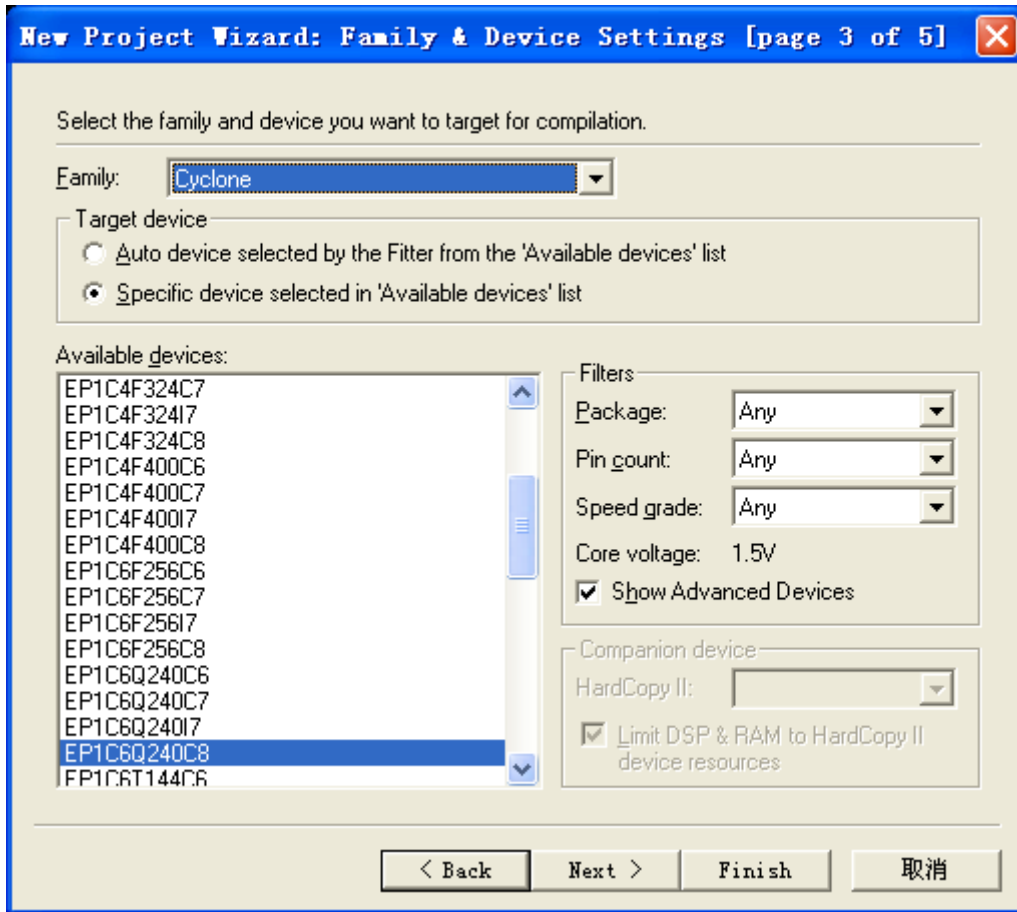 New Project Wizard: Family & Device Settings [page 3 of 5]
Select the family and device you want to target for compilation.
Family: Cyclone
Target device
Auto device selected by the Fitter from the 'Available devices' list
Specific device selected in 'Available devices' list
Available devices:
EP1C4F324C7
EP1C4F324I7
EP1C4F324C8
EP1C4F400C6
EP1C4F400C7
EP1C4F400I7
EP1C4F400C8
EP1C6F256C6
EP1C6F256C7
EP1C6F256I7
EP1C6F256C8
EP1C6Q240C6
EP1C6Q240C7
EP1C6Q240I7
EP1C6Q240C8
EP1C6T144C6
Filters
Package: Any
Pin count: Any
Speed grade: Any
Core voltage: 1.5V
Show Advanced Devices
Companion device
HardCopy II:
Limit DSP & RAM to HardCopy II
device resources
< Back Next > Finish 取消